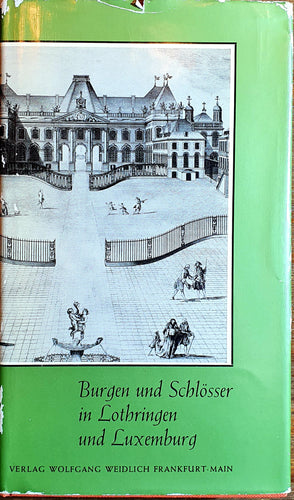 Burgen und Schlösser
in Lothringen
und Luxemburg
VERLAG WOLFGANG WEIDLICH FRANKFURT-MAIN